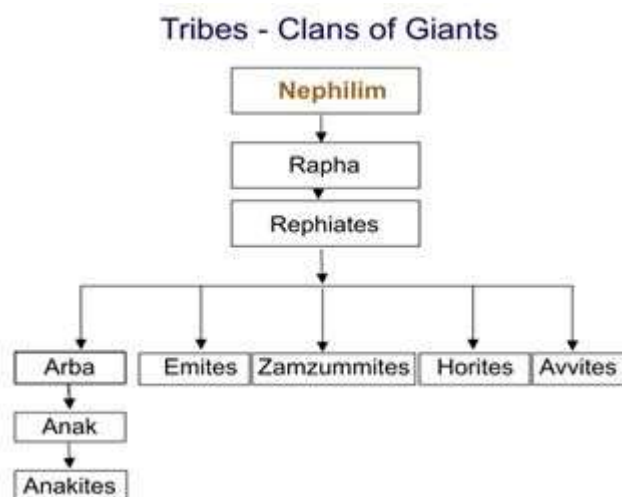 Tribes - Clans of Giants
Nephilim
Rapha
Rephiates
Arba
Emites
Zamzummites
Horites
Avvites
Anak
Anakites